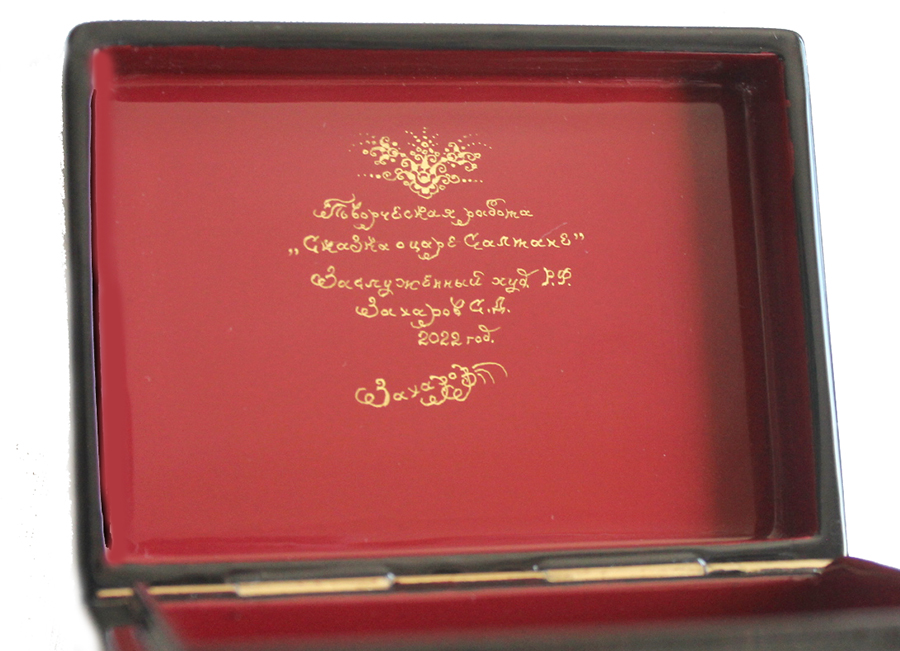 Творческая работа
„Сказка о царе Салтане”
Заслуженный худ. Р.Ф.
Захаров С.Д.
2022 год.
Захаров